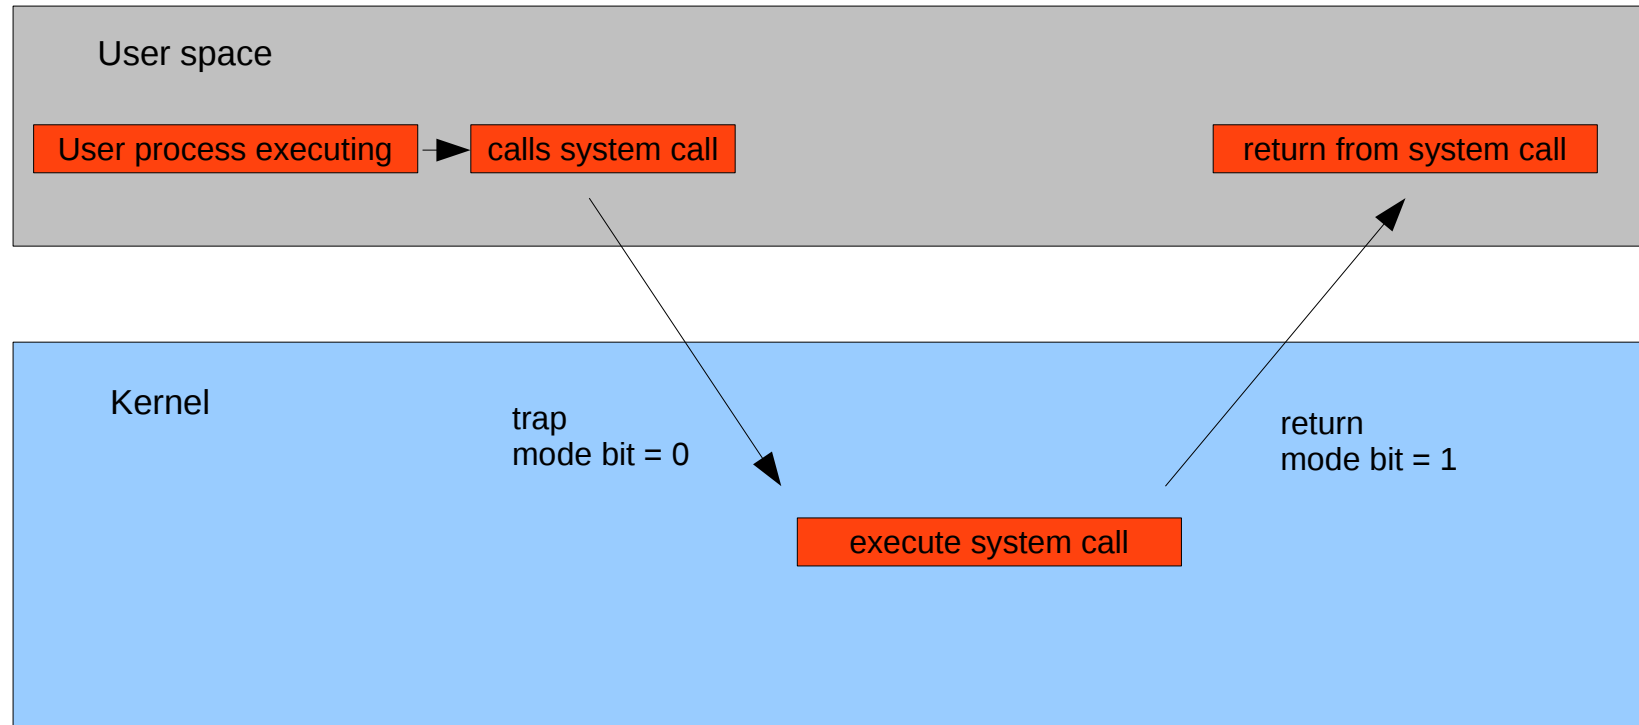 User space
User process executing
calls system call
return from system call
Kernel
trap
mode bit = 0
return
mode bit = 1
execute system call